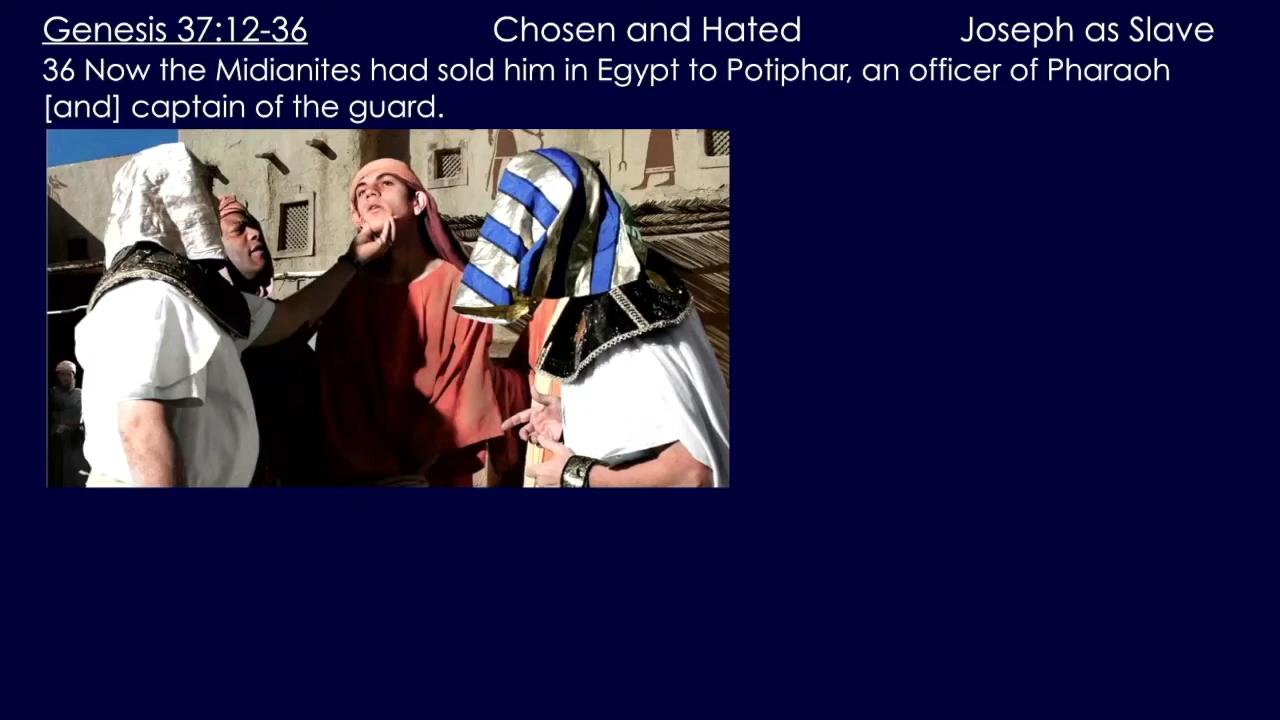 Genesis 37:12-36 Chosen and Hated Joseph as Slave
36 Now the Midianites had sold him in Egypt to Potiphar, an officer of Pharaoh
[and] captain of the guard.